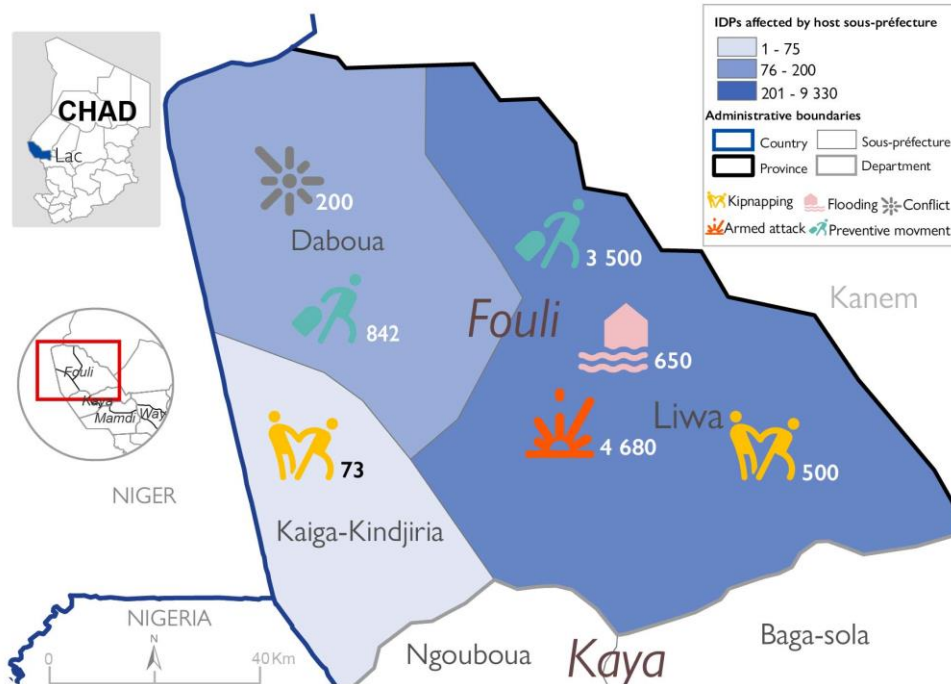 CHAD
Lac
IDPs affected by host sous-préfecture
1 - 75
76 - 200
201 - 9 330
Administrative boundaries
Country
Sous-préfecture
Province
Department
Kipnapping
Flooding
Conflict
Armed attack
Preventive movment
200
Daboua
842
3 500
Fouli
650
4 680
Liwa
500
Kanem
73
Kaiga-Kindjiria
Fouli
Kaya
Mamdi
Way
NIGER
NIGERIA
N
0
40 Km
Ngouboua
Kaya
Baga-sola